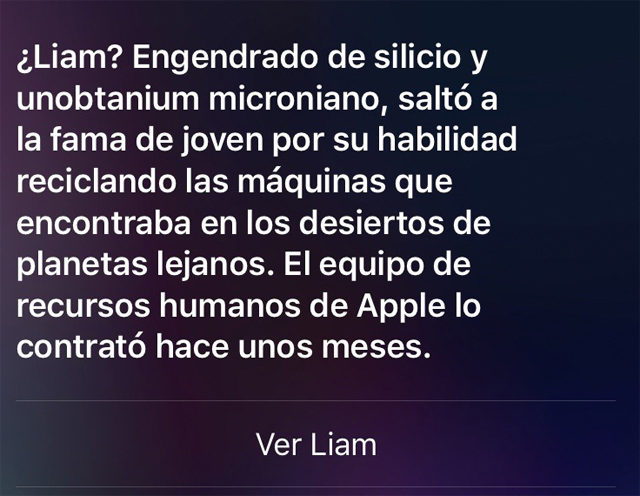 ¿Liam? Engendrado de silicio y
unobtanium microniano, saltó a
la fama de joven por su habilidad
reciclando las máquinas que
encontraba en los desiertos de
planetas lejanos. El equipo de
recursos humanos de Apple lo
contrató hace unos meses.
Ver Liam